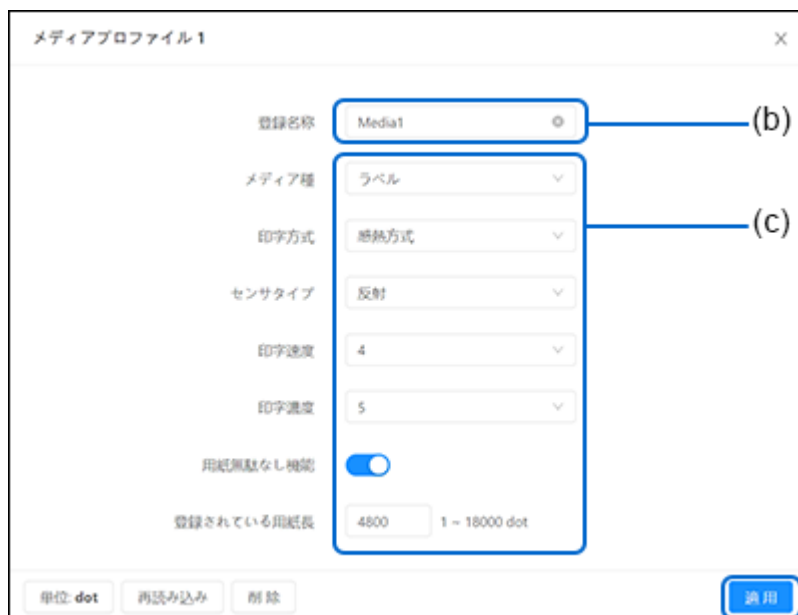 メディアプロファイル 1
登録名称 Media1 (b)
メディア種 ラベル
印字方式 感熱方式 (c)
センサタイプ 反射
印字速度 4
印字濃度 5
用紙無駄なし機能
登録されている用紙長 4800 1 ~ 18000 dot
単位: dot 再読み込み 削除 適用